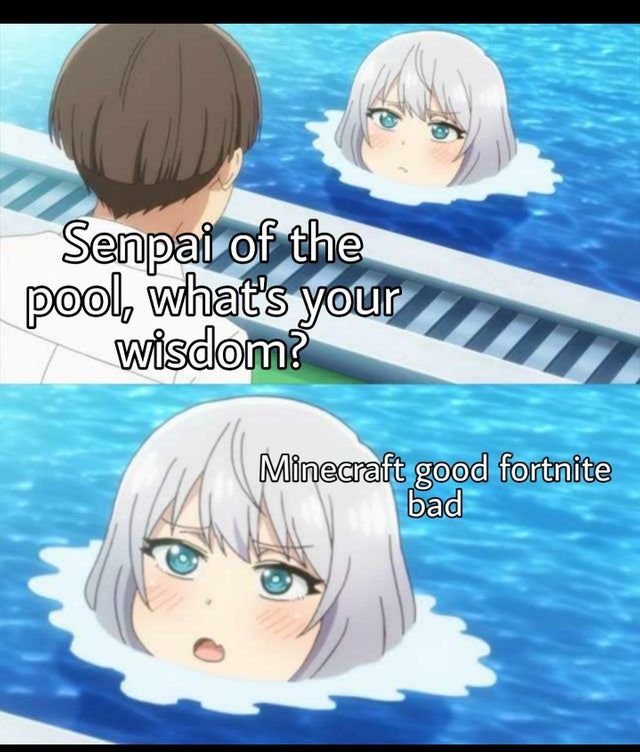 Senpai of the
pool, what's your
wisdom?
Minecraft good fortnite
bad